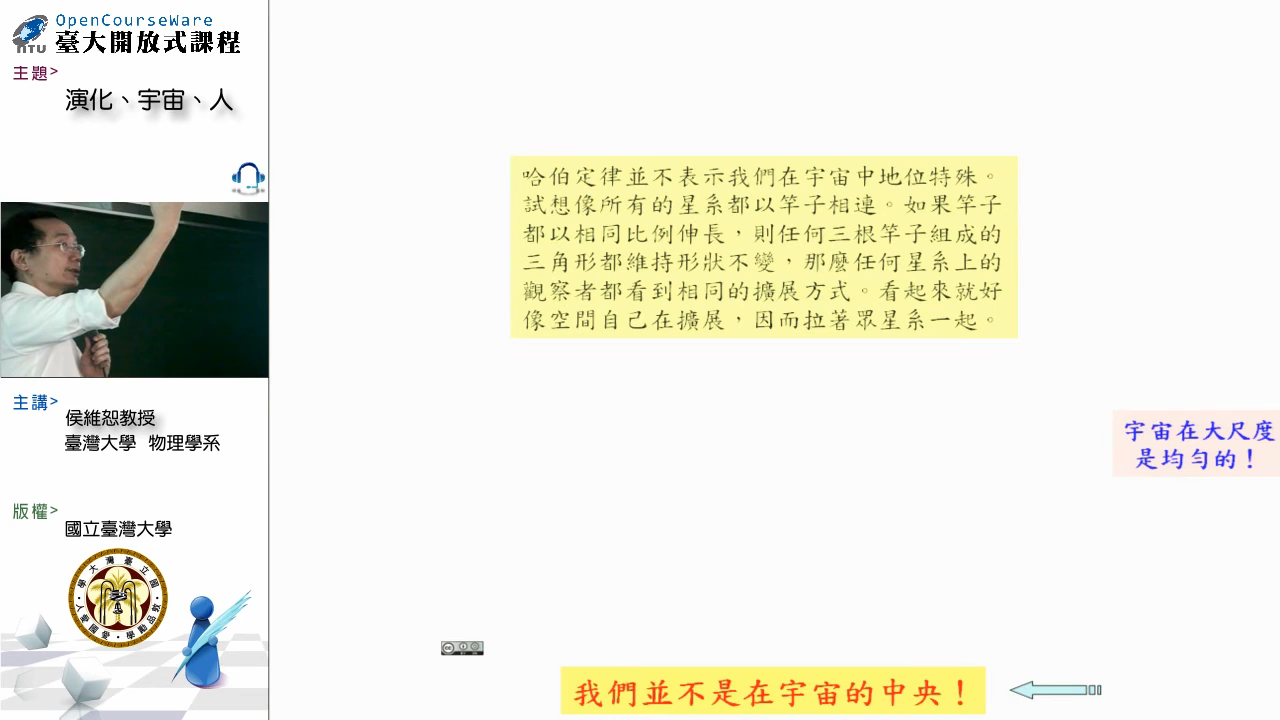 OpenCourseWare
NTU
臺大開放式課程
主題>
演化、宇宙、人
主講>
侯維恕教授
臺灣大學 物理學系
版權>
國立臺灣大學
哈伯定律並不表示我們在宇宙中地位特殊。
試想像所有的星系都以竿子相連。如果竿子
都以相同比例伸長，則任何三根竿子組成的
三角形都維持形狀不變，那麼任何星系上的
觀察者都看到相同的擴展方式。看起來就好
像空間自己在擴展，因而拉著眾星系一起。
宇宙在大尺度
是均勻的！
我們並不是在宇宙的中央！